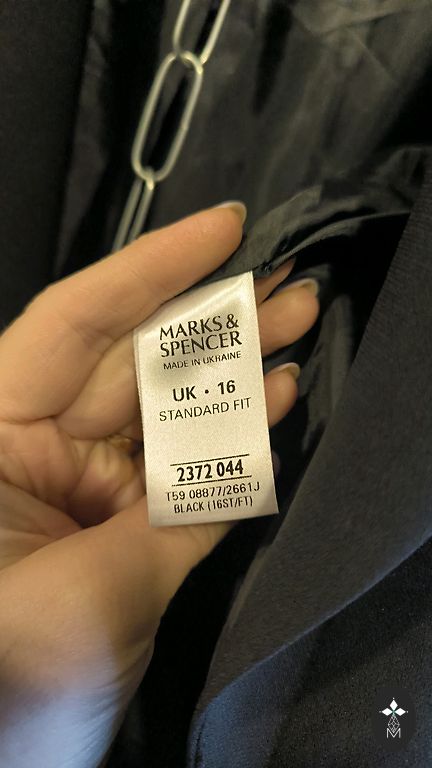 MARKS &
SPENCER
MADE IN UKRAINE
UK · 16
STANDARD FIT
2372 044
T59 08877/2661J
BLACK (16ST/FT)
M